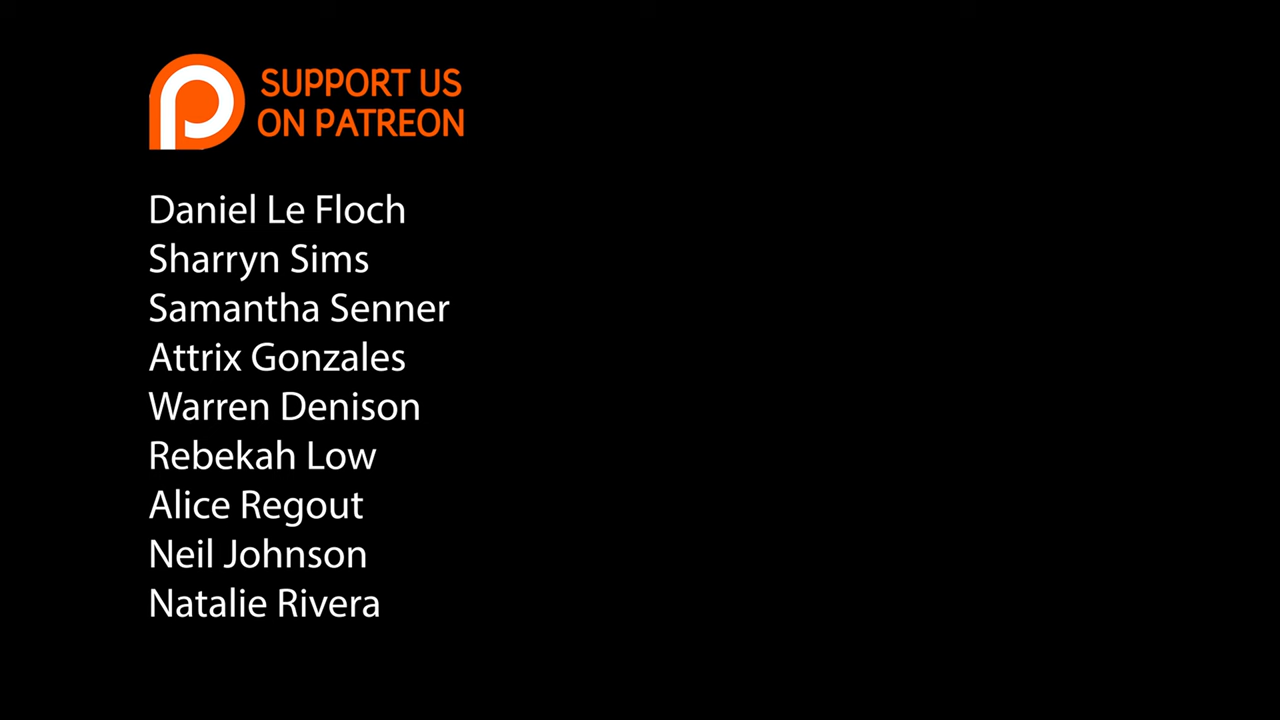 SUPPORT US
ON PATREON
Daniel Le Floch
Sharryn Sims
Samantha Senner
Attrix Gonzales
Warren Denison
Rebekah Low
Alice Regout
Neil Johnson
Natalie Rivera